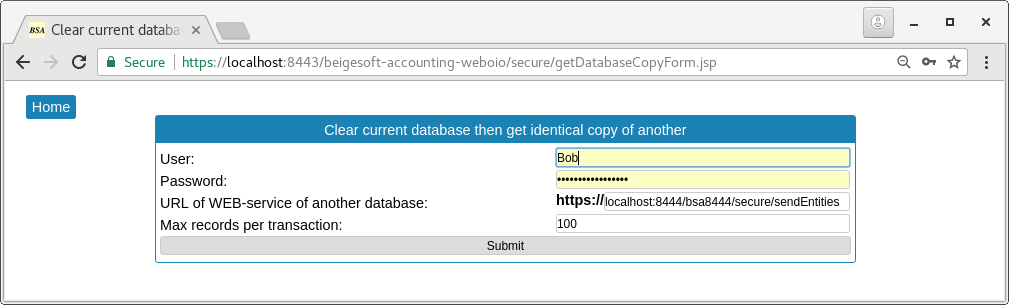 BSA Clear current databa
Secure https://localhost:8443/beigesoft-accounting-weboio/secure/getDatabaseCopyForm.jsp
Home
Clear current database then get identical copy of another
User: Bob
Password: •••••••••••••••••
URL of WEB-service of another database: https://localhost:8444/bsa8444/secure/sendEntities
Max records per transaction: 100
Submit